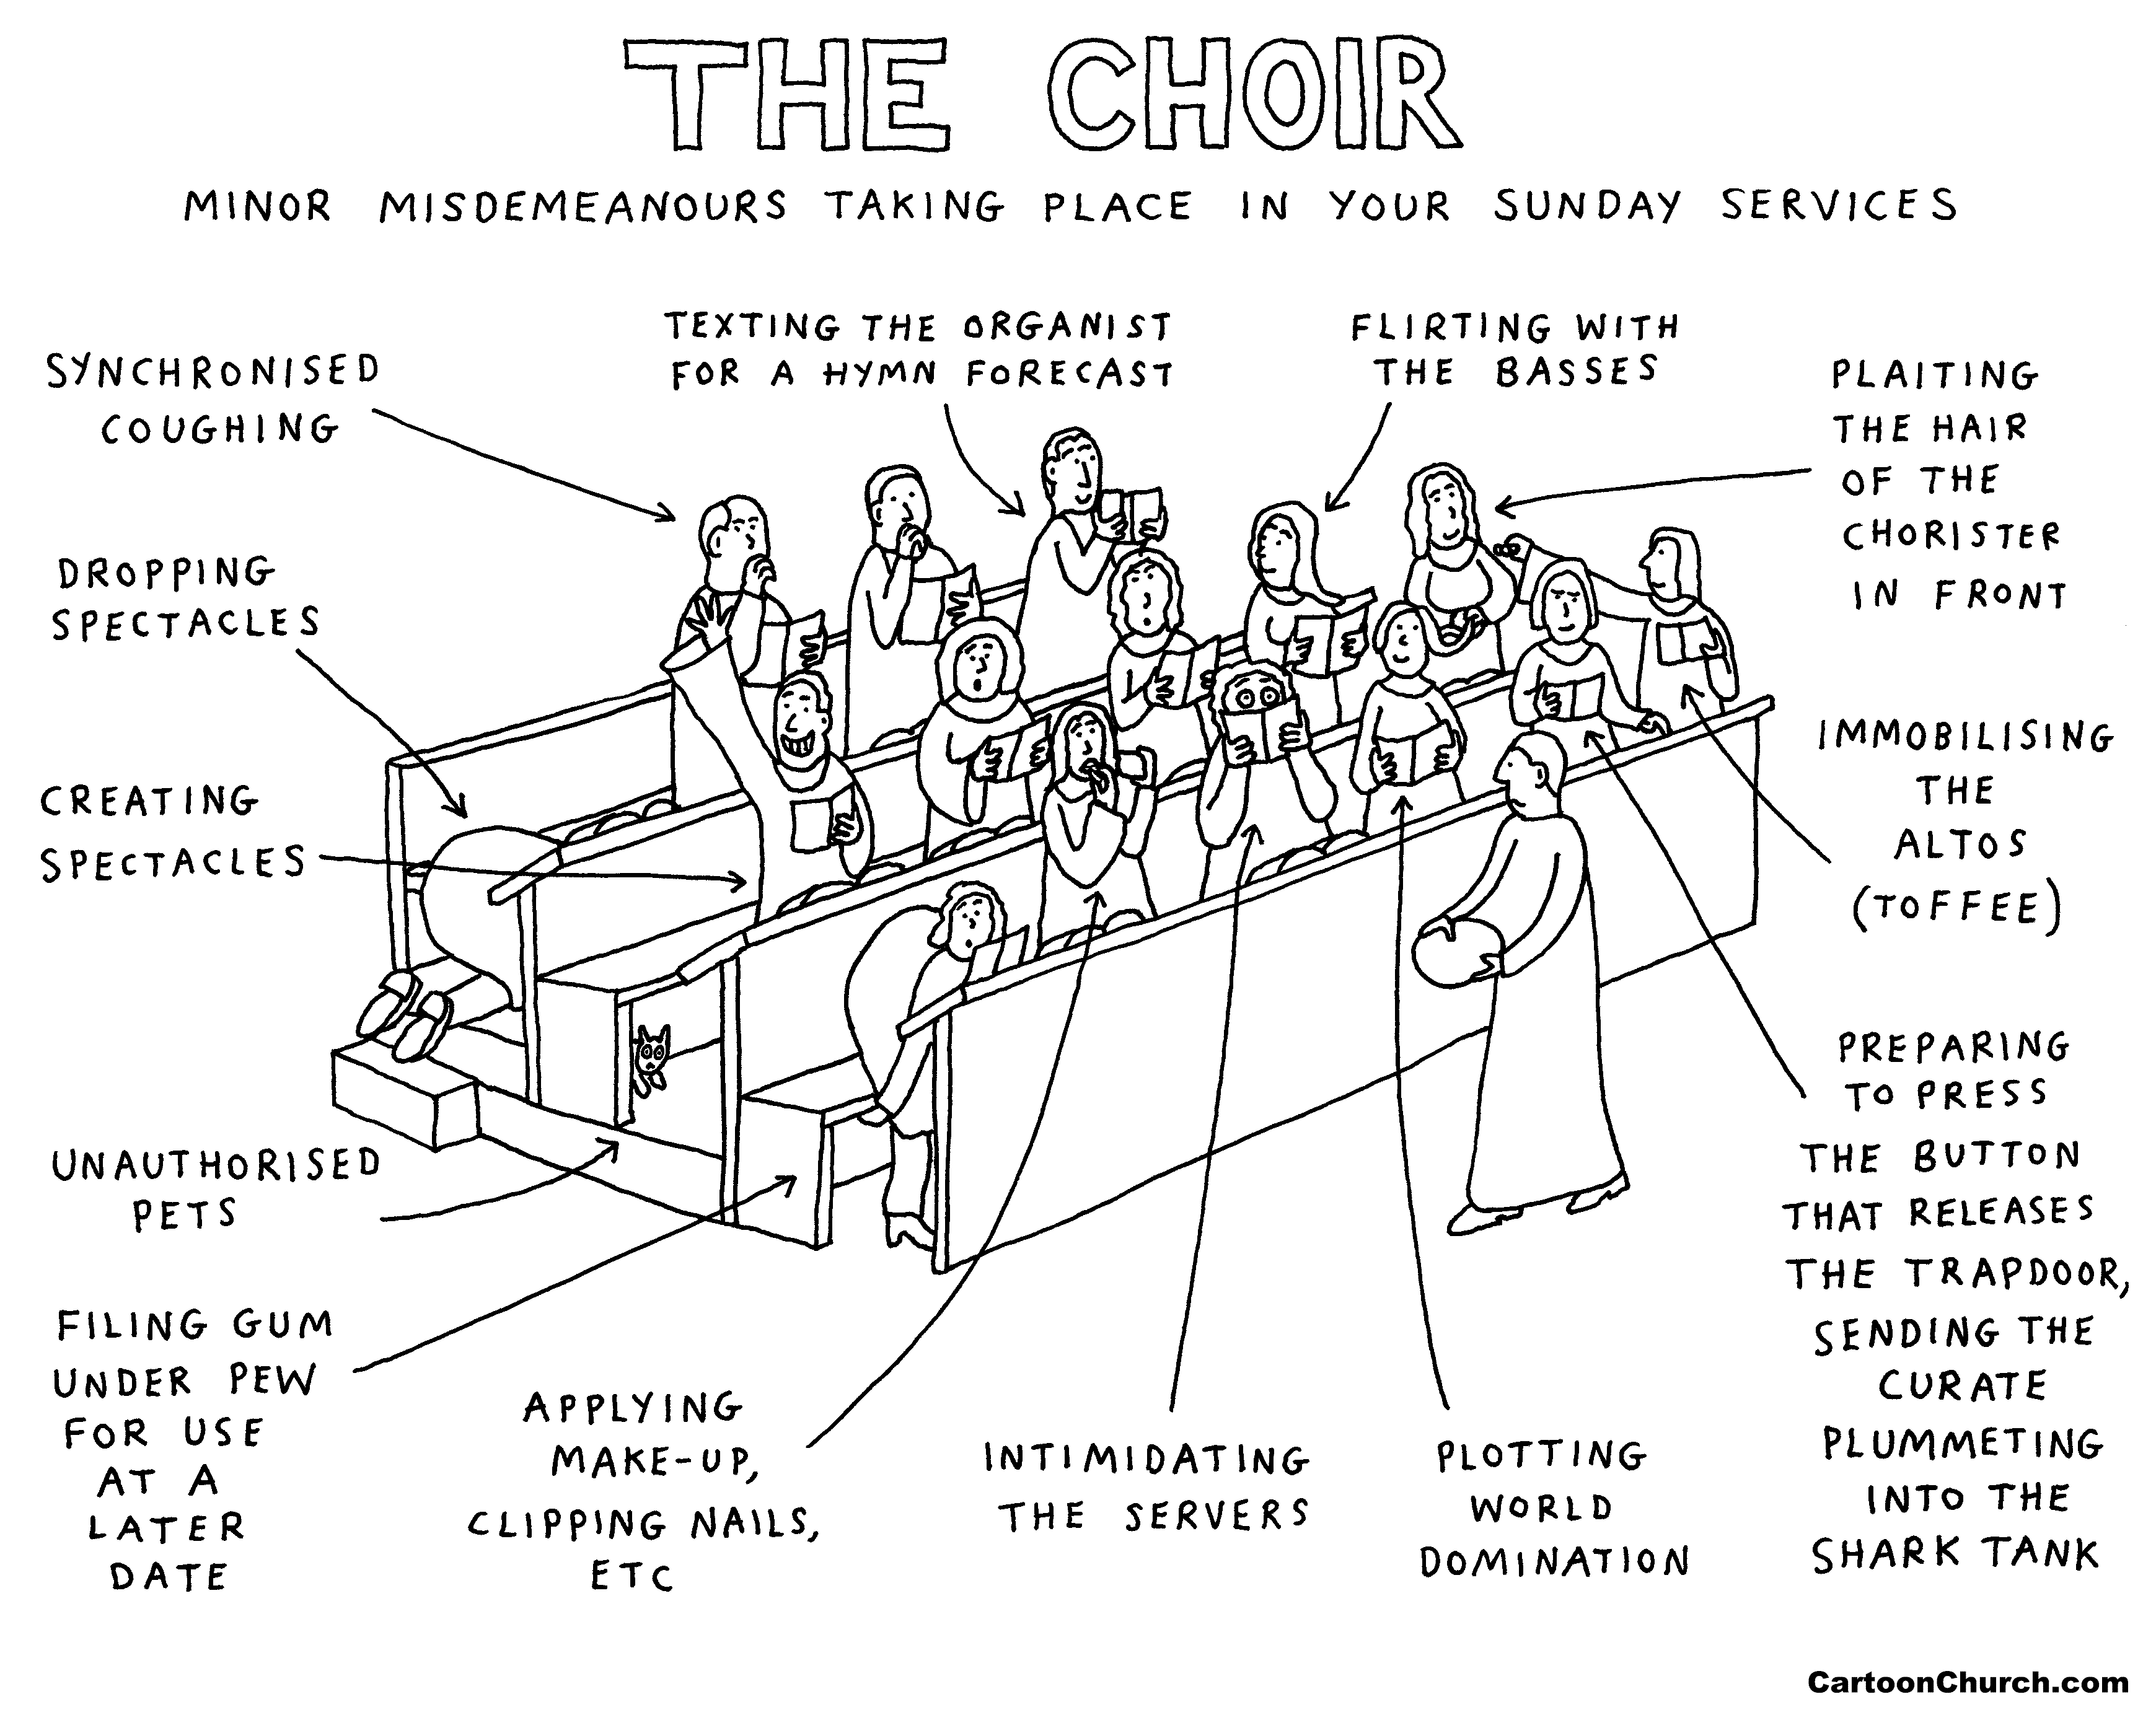 THE CHOIR
MINOR MISDEMEANOURS TAKING PLACE IN YOUR SUNDAY SERVICES
SYNCHRONISED
COUGHING
TEXTING THE ORGANIST
FOR A HYMN FORECAST
FLIRTING WITH
THE BASSES
PLAITING
THE HAIR
OF THE
CHORISTER
IN FRONT
DROPPING
SPECTACLES
CREATING
SPECTACLES
IMMOBILISING
THE
ALTOS
(TOFFEE)
UNAUTHORISED
PETS
FILING GUM
UNDER PEW
FOR USE
AT A
LATER
DATE
APPLYING
MAKE-UP,
CLIPPING NAILS,
ETC
INTIMIDATING
THE SERVERS
PLOTTING
WORLD
DOMINATION
PREPARING
TO PRESS
THE BUTTON
THAT RELEASES
THE TRAPDOOR,
SENDING THE
CURATE
PLUMMETING
INTO THE
SHARK TANK
CartoonChurch.com